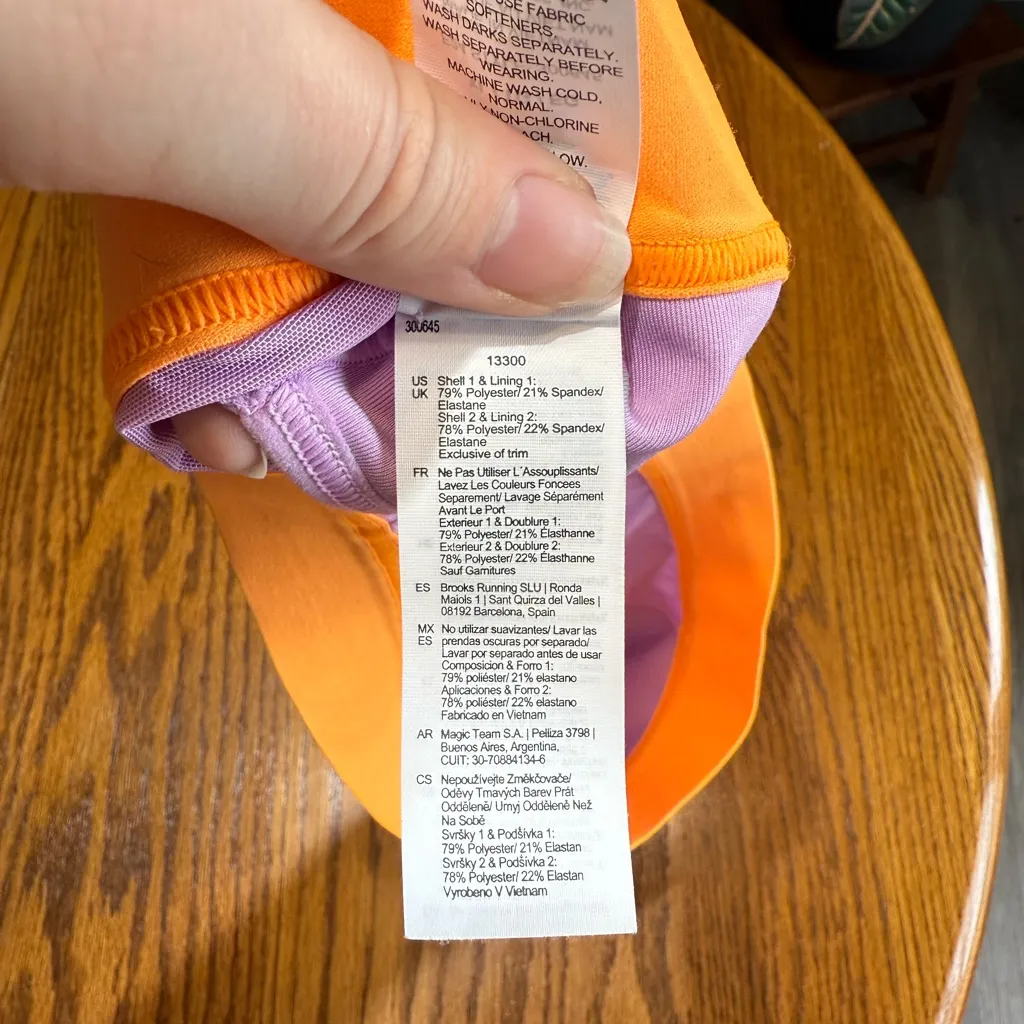 USE FABRIC
SOFTENERS.
WASH DARKS SEPARATELY.
WASH SEPARATELY BEFORE
WEARING.
MACHINE WASH COLD,
NORMAL.
NON-CHLORINE
300645
13300
US Shell 1 & Lining 1:
UK 79% Polyester/ 21% Spandex/
Elastane
Shell 2 & Lining 2:
78% Polyester/ 22% Spandex/
Elastane
Exclusive of trim
FR Ne Pas Utiliser L´Assouplissants/
Lavez Les Couleurs Foncees
Separement/ Lavage Séparément
Avant Le Port
Exterieur 1 & Doublure 1:
79% Polyester/ 21% Élasthanne
Exterieur 2 & Doublure 2:
78% Polyester/ 22% Élasthanne
Sauf Garnitures
ES Brooks Running SLU | Ronda
Maiols 1 | Sant Quirza del Valles |
08192 Barcelona, Spain
MX No utilizar suavizantes/ Lavar las
ES prendas oscuras por separado/
Lavar por separado antes de usar
Composicion & Forro 1:
79% poliéster/ 21% elastano
Aplicaciones & Forro 2:
78% poliéster/ 22% elastano
Fabricado en Vietnam
AR Magic Team S.A. | Pelliza 3798 |
Buenos Aires, Argentina,
CUIT: 30-70884134-6
CS Nepoužívejte Změkčovače/
Oděvy Tmavých Barev Prát
Odděleně/ Umyj Odděleně Než
Na Sobě
Svršky 1 & Podšívka 1:
79% Polyester/ 21% Elastan
Svršky 2 & Podšívka 2:
78% Polyester/ 22% Elastan
Vyrobeno V Vietnam